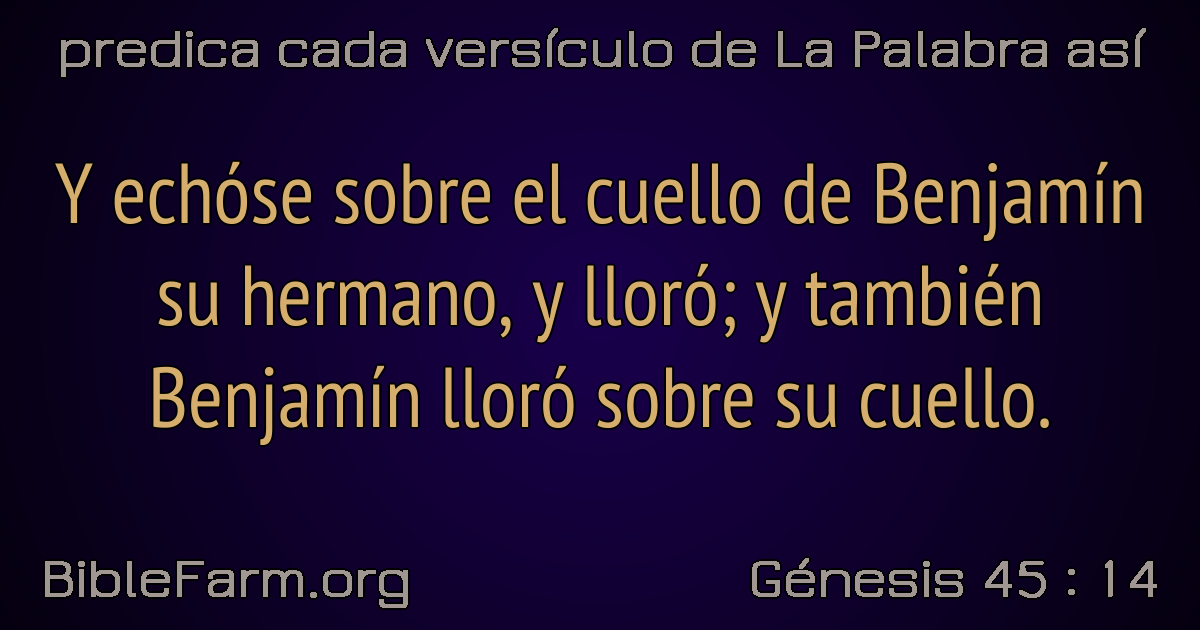 predica cada versículo de La Palabra así
Y echóse sobre el cuello de Benjamín
su hermano, y lloró; y también
Benjamín lloró sobre su cuello.
BibleFarm.org
Génesis 45 : 14